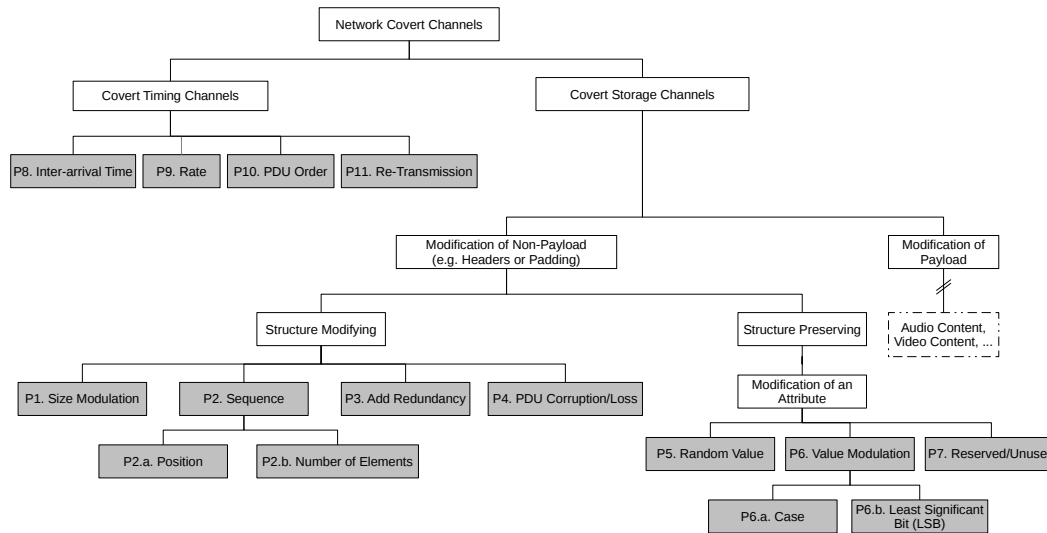 Network Covert Channels
Covert Timing Channels
Covert Storage Channels
P8. Inter-arrival Time
P9. Rate
P10. PDU Order
P11. Re-Transmission
Modification of Non-Payload
(e.g. Headers or Padding)
Modification of
Payload
Structure Modifying
Structure Preserving
Audio Content,
Video Content, ...
P1. Size Modulation
P2. Sequence
P3. Add Redundancy
P4. PDU Corruption/Loss
Modification of an
Attribute
P2.a. Position
P2.b. Number of Elements
P5. Random Value
P6. Value Modulation
P7. Reserved/Unuse
P6.a. Case
P6.b. Least Significant
Bit (LSB)